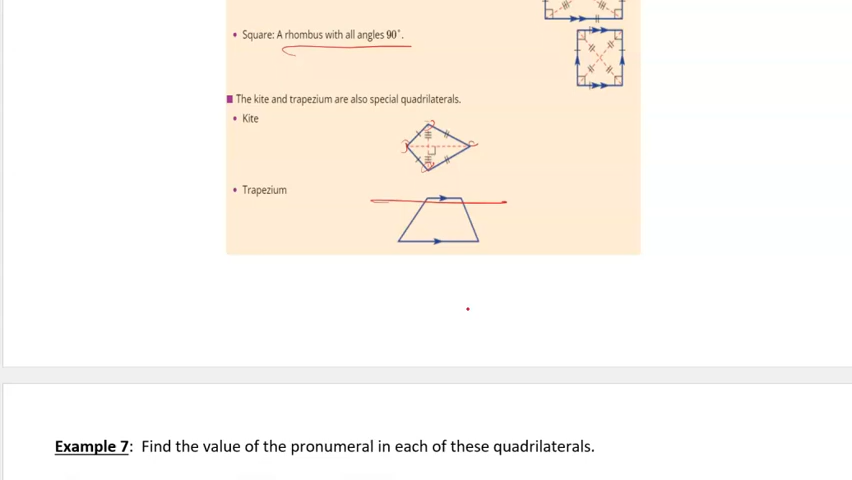 Square: A rhombus with all angles 90°.
The kite and trapezium are also special quadrilaterals.
Kite
Trapezium
Example 7: Find the value of the pronumeral in each of these quadrilaterals.